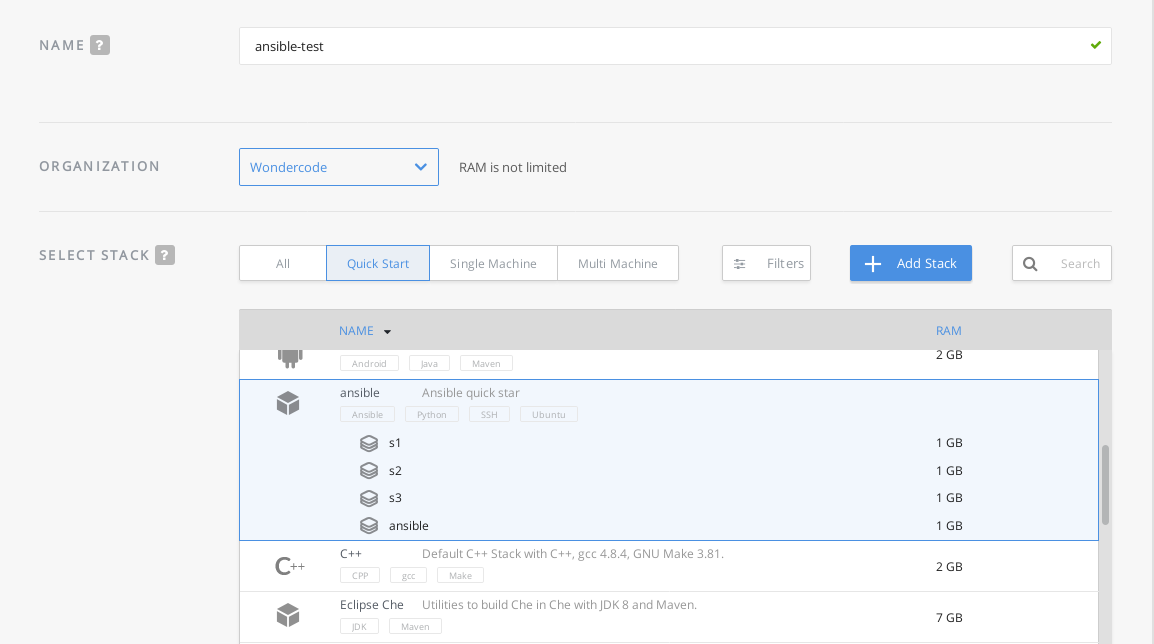 NAME ?
ansible-test
ORGANIZATION
Wondercode
RAM is not limited
SELECT STACK ?
All Quick Start Single Machine Multi Machine Filters Add Stack Search
NAME RAM
2 GB
Android Java Maven
ansible Ansible quick star
Ansible Python SSH Ubuntu
s1 1 GB
s2 1 GB
s3 1 GB
ansible 1 GB
C++ Default C++ Stack with C++, gcc 4.8.4, GNU Make 3.81.
C++ 2 GB
CPP gcc Make
Eclipse Che Utilities to build Che in Che with JDK 8 and Maven.
7 GB
JDK Maven